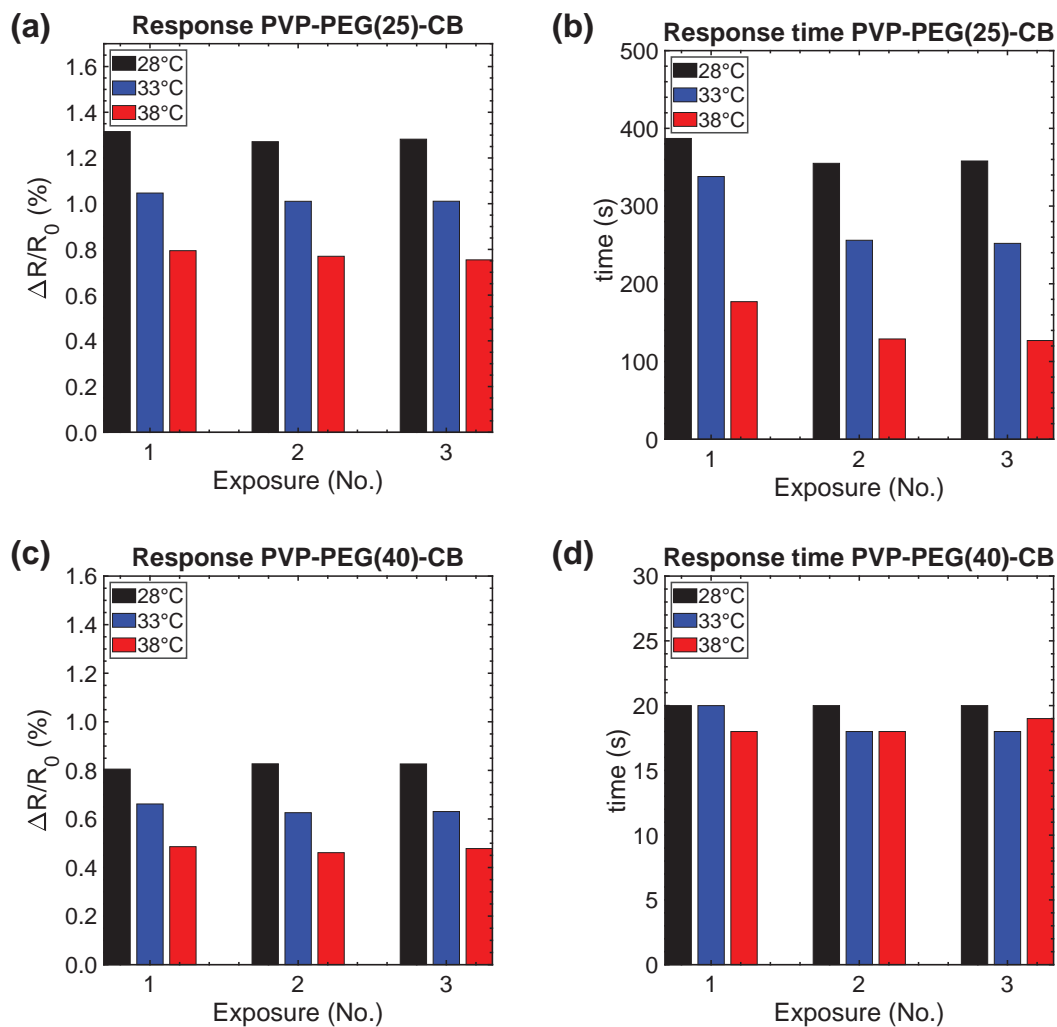 (a)
Response PVP-PEG(25)-CB
28°C
33°C
38°C
1.6
1.4
1.2
1.0
0.8
0.6
0.4
0.2
0.0
ΔR/R0 (%)
1 2 3
Exposure (No.)
(b)
Response time PVP-PEG(25)-CB
28°C
33°C
38°C
500
400
300
200
100
0
time (s)
1 2 3
Exposure (No.)
(c)
Response PVP-PEG(40)-CB
28°C
33°C
38°C
1.6
1.4
1.2
1.0
0.8
0.6
0.4
0.2
0.0
ΔR/R0 (%)
1 2 3
Exposure (No.)
(d)
Response time PVP-PEG(40)-CB
28°C
33°C
38°C
30
25
20
15
10
5
0
time (s)
1 2 3
Exposure (No.)